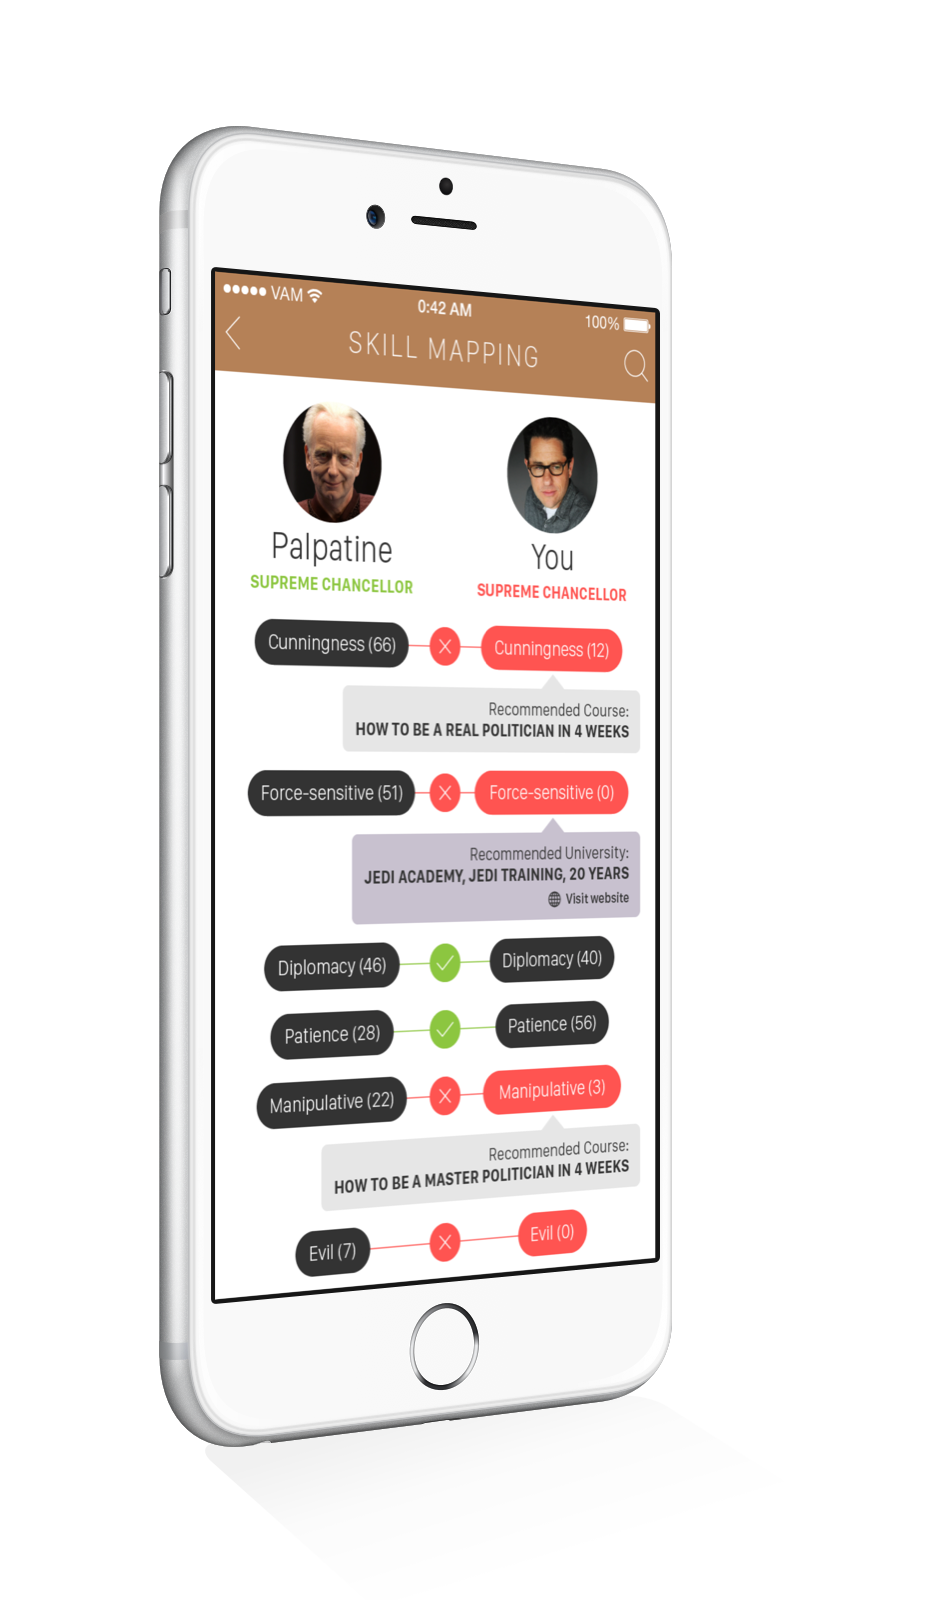 VAM
0:42 AM
100%
SKILL MAPPING
Palpatine
SUPREME CHANCELLOR
You
SUPREME CHANCELLOR
Cunningness (66)
Cunningness (12)
Recommended Course:
HOW TO BE A REAL POLITICIAN IN 4 WEEKS
Force-sensitive (51)
Force-sensitive (0)
Recommended University:
JEDI ACADEMY, JEDI TRAINING, 20 YEARS
Visit website
Diplomacy (46)
Diplomacy (40)
Patience (28)
Patience (56)
Manipulative (22)
Manipulative (3)
Recommended Course:
HOW TO BE A MASTER POLITICIAN IN 4 WEEKS
Evil (7)
Evil (0)